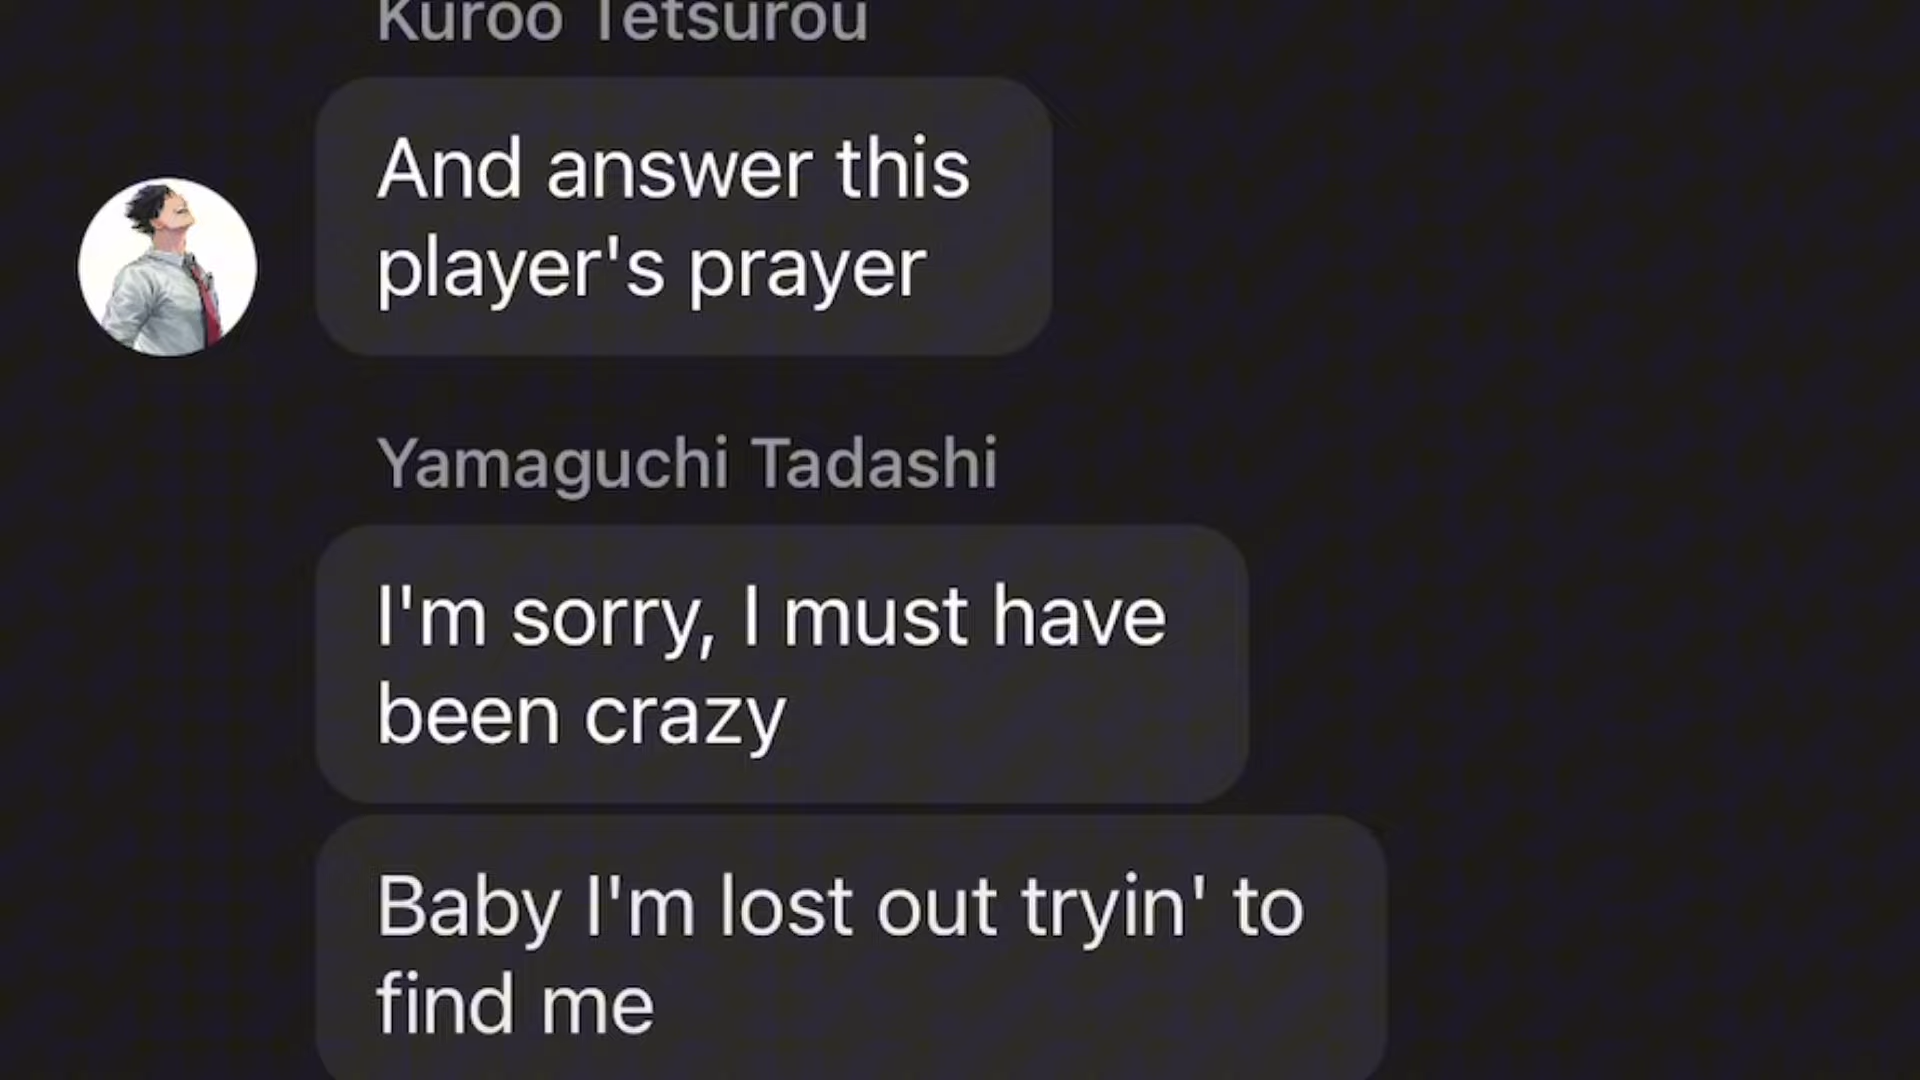 Kuroo Tetsurou
And answer this
player's prayer
Yamaguchi Tadashi
I'm sorry, I must have
been crazy
Baby I'm lost out tryin' to
find me